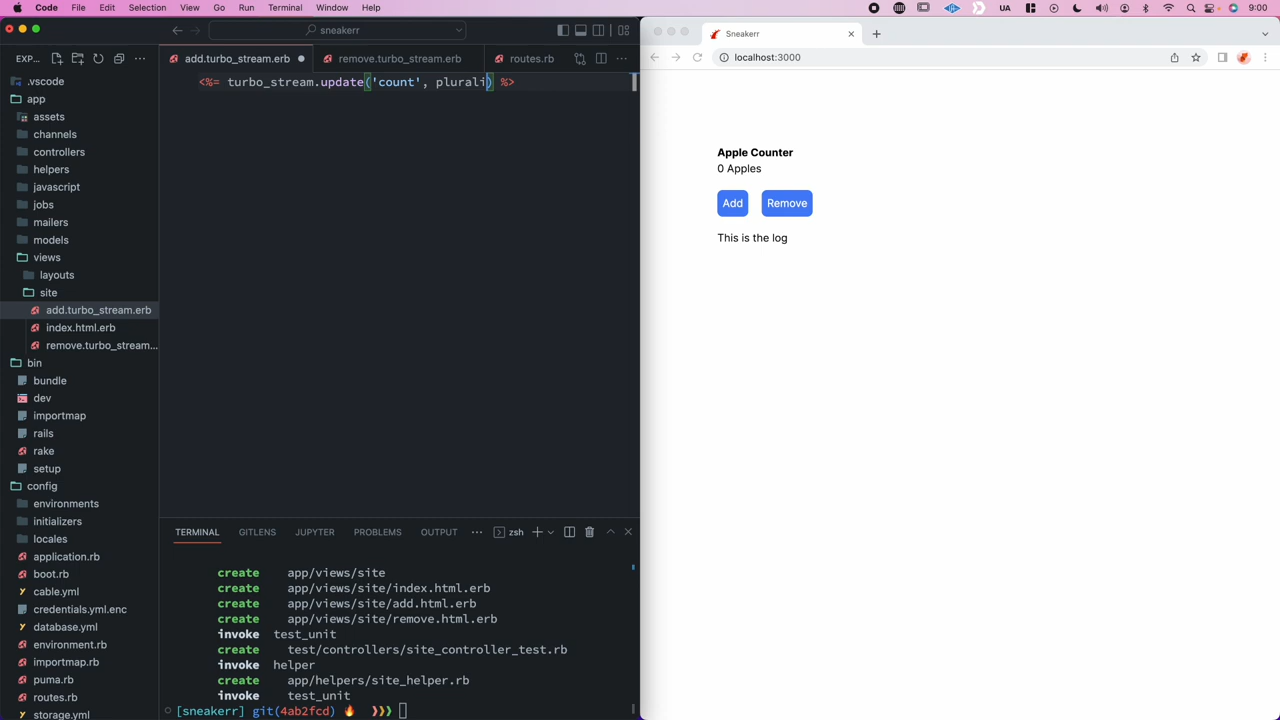 Code File Edit Selection View Go Run Terminal Window Help UA 9:00
sneakerr
Sneakerr
EXP... add.turbo_stream.erb remove.turbo_stream.erb routes.rb
localhost:3000
<%= turbo_stream.update('count', plurali) %>
.vscode
app
assets
channels
controllers
helpers
javascript
jobs
mailers
models
views
layouts
site
add.turbo_stream.erb
index.html.erb
remove.turbo_stream...
bin
bundle
dev
importmap
rails
rake
setup
config
environments
initializers
locales
application.rb
boot.rb
cable.yml
credentials.yml.enc
database.yml
environment.rb
importmap.rb
puma.rb
routes.rb
storage.yml
Apple Counter
0 Apples
Add Remove
This is the log
TERMINAL GITLENS JUPYTER PROBLEMS OUTPUT ... zsh
create app/views/site
create app/views/site/index.html.erb
create app/views/site/add.html.erb
create app/views/site/remove.html.erb
invoke test_unit
create test/controllers/site_controller_test.rb
invoke helper
create app/helpers/site_helper.rb
invoke test_unit
[sneakerr] git(4ab2fcd) 🔥 ❯❯❯